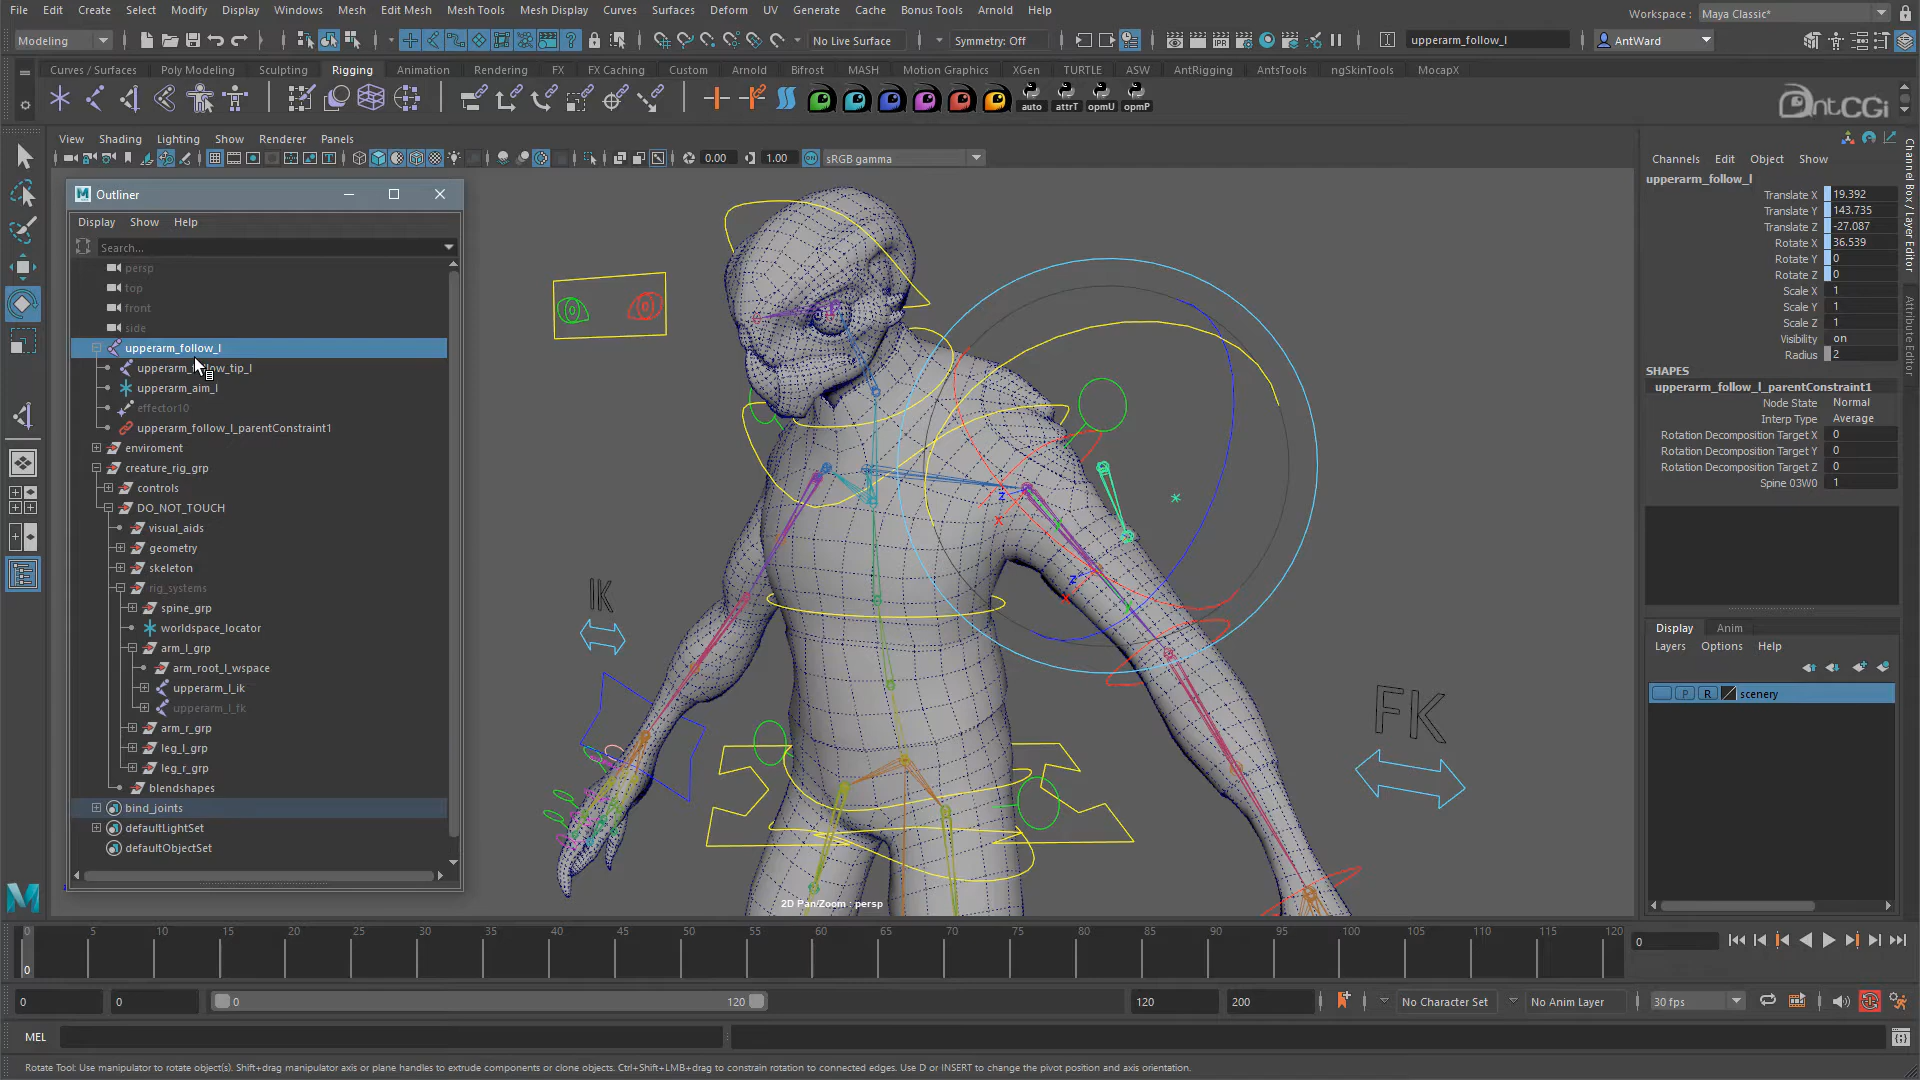 File Edit Create Select Modify Display Windows Mesh Edit Mesh Mesh Tools Mesh Display Curves Surfaces Deform UV Generate Cache Bonus Tools Arnold Help
Workspace : Maya Classic*
Modeling
No Live Surface
Symmetry: Off
upperarm_follow_l
AntWard
Curves / Surfaces Poly Modeling Sculpting Rigging Animation Rendering FX FX Caching Custom Arnold Bifrost MASH Motion Graphics XGen TURTLE ASW AntRigging AntsTools ngSkinTools MocapX
IPR
auto attrT opmU opmP
antCGi
View Shading Lighting Show Renderer Panels
0.00 1.00 sRGB gamma
Channels Edit Object Show
upperarm_follow_l
Translate X 19.392
Translate Y 143.735
Translate Z -27.087
Rotate X 36.539
Rotate Y 0
Rotate Z 0
Scale X 1
Scale Y 1
Scale Z 1
Visibility on
Radius 2
SHAPES
upperarm_follow_l_parentConstraint1
Node State Normal
Interp Type Average
Rotation Decomposition Target X 0
Rotation Decomposition Target Y 0
Rotation Decomposition Target Z 0
Spine 03W0 1
Channel Box / Layer Editor
Attribute Editor
Outliner
Display Show Help
Search...
persp
top
front
side
upperarm_follow_l
upperarm_follow_tip_l
upperarm_aim_l
effector10
upperarm_follow_l_parentConstraint1
enviroment
creature_rig_grp
controls
DO_NOT_TOUCH
visual_aids
geometry
skeleton
rig_systems
spine_grp
worldspace_locator
arm_l_grp
arm_root_l_wspace
upperarm_l_ik
upperarm_l_fk
arm_r_grp
leg_l_grp
leg_r_grp
blendshapes
bind_joints
defaultLightSet
defaultObjectSet
IK
FK
z
x
z
x
2D Pan/Zoom : persp
Display Anim
Layers Options Help
P R scenery
0 5 10 15 20 25 30 35 40 45 50 55 60 65 70 75 80 85 90 95 100 105 110 115 120
0
0
0 0 0 120 120 200 No Character Set No Anim Layer 30 fps
MEL
Rotate Tool: Use manipulator to rotate object(s). Shift+drag manipulator axis or plane handles to extrude components or clone objects. Ctrl+Shift+LMB+drag to constrain rotation to connected edges. Use D or INSERT to change the pivot position and axis orientation.